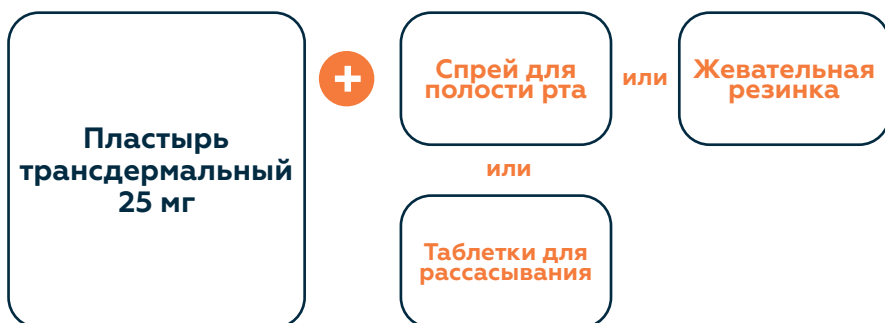 Пластырь
трансдермальный
25 мг
+
Спрей для
полости рта
или
Жевательная
резинка
или
Таблетки для
рассасывания